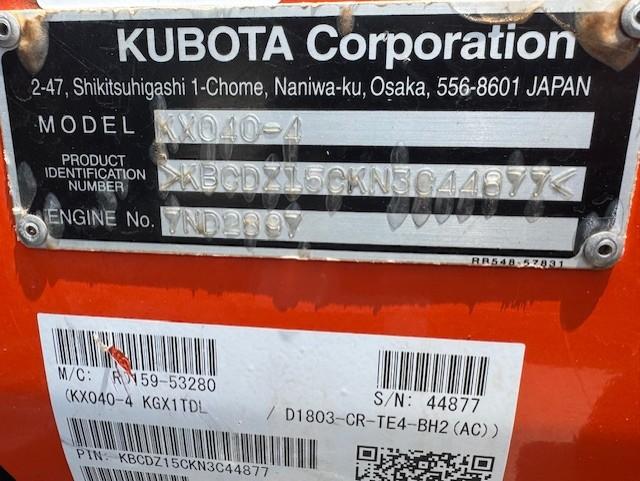 KUBOTA Corporation
2-47, Shikitsuhigashi 1-Chome, Naniwa-ku, Osaka, 556-8601 JAPAN
MODEL KX040-4
PRODUCT IDENTIFICATION NUMBER >KBCDZ15CKN3C44877<
ENGINE No. 7ND2897
RB548-57831
M/C: 159-53280
S/N: 44877
(KX040-4 KGX1TDL / D1803-CR-TE4-BH2(AC))
PIN: KBCDZ15CKN3C44877